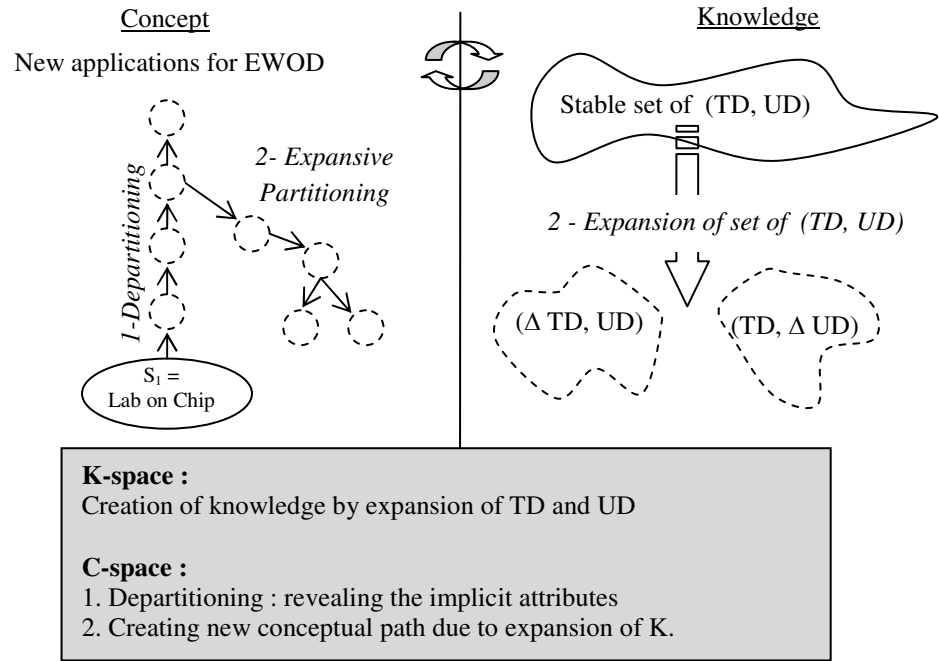 Concept
New applications for EWOD
1-Departitioning
2- Expansive
Partitioning
S₁ =
Lab on Chip
Knowledge
Stable set of (TD, UD)
2 - Expansion of set of (TD, UD)
(Δ TD, UD)
(TD, Δ UD)
K-space :
Creation of knowledge by expansion of TD and UD
C-space :
1. Departitioning : revealing the implicit attributes
2. Creating new conceptual path due to expansion of K.